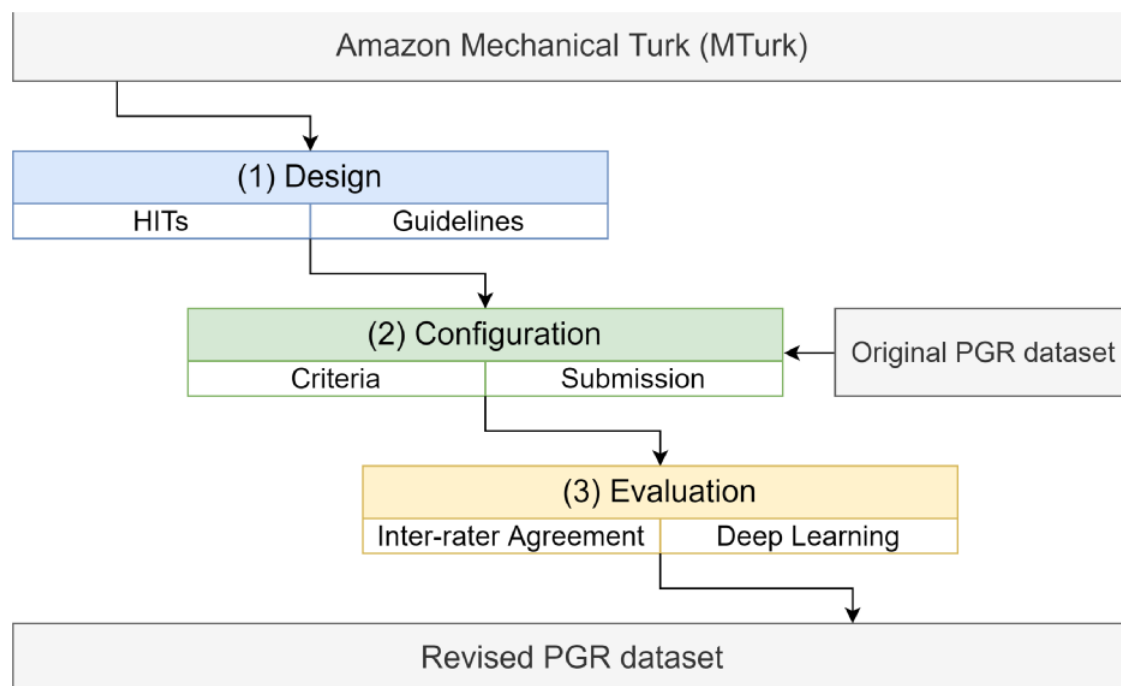 Amazon Mechanical Turk (MTurk)
(1) Design
HITs Guidelines
(2) Configuration
Criteria Submission
Original PGR dataset
(3) Evaluation
Inter-rater Agreement Deep Learning
Revised PGR dataset